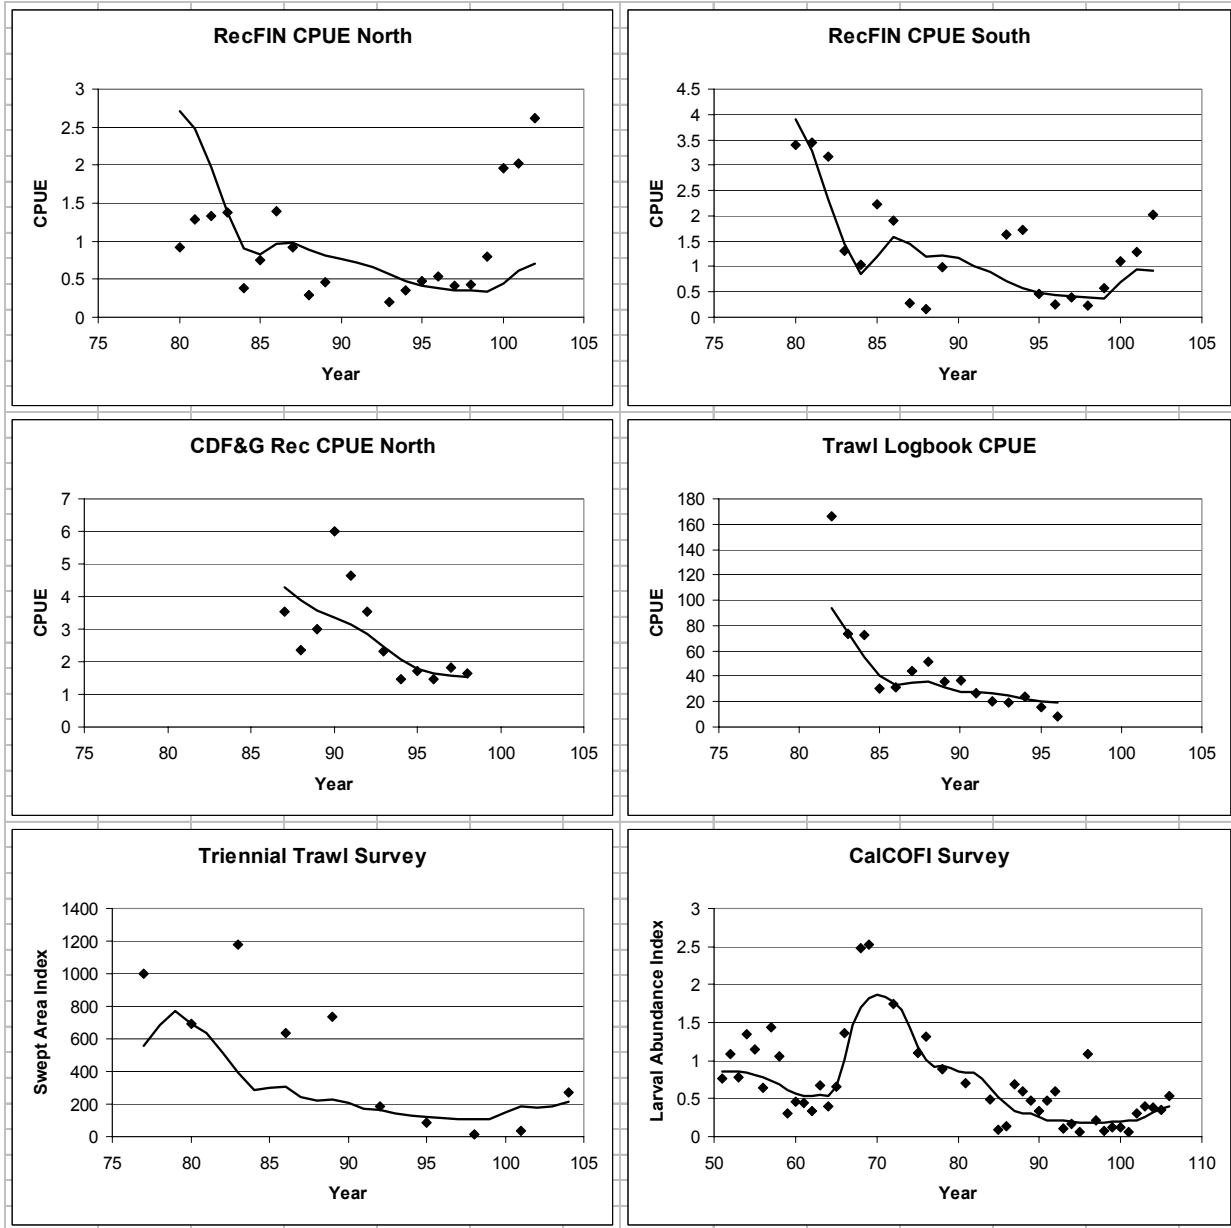 RecFIN CPUE North
CPUE
3
2.5
2
1.5
1
0.5
0
75 80 85 90 95 100 105
Year
RecFIN CPUE South
CPUE
4.5
4
3.5
3
2.5
2
1.5
1
0.5
0
75 80 85 90 95 100 105
Year
CDF&G Rec CPUE North
CPUE
7
6
5
4
3
2
1
0
75 80 85 90 95 100 105
Year
Trawl Logbook CPUE
CPUE
180
160
140
120
100
80
60
40
20
0
75 80 85 90 95 100 105
Year
Triennial Trawl Survey
Swept Area Index
1400
1200
1000
800
600
400
200
0
75 80 85 90 95 100 105
Year
CalCOFI Survey
Larval Abundance Index
3
2.5
2
1.5
1
0.5
0
50 60 70 80 90 100 110
Year